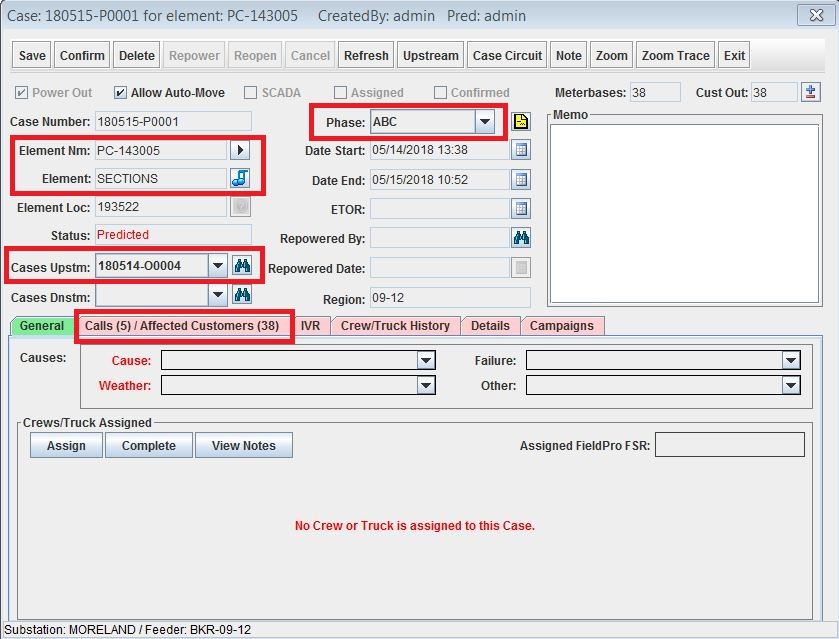 Case: 180515-P0001 for element: PC-143005 CreatedBy: admin Pred: admin
Save Confirm Delete Repower Reopen Cancel Refresh Upstream Case Circuit Note Zoom Zoom Trace Exit
Power Out Allow Auto-Move SCADA Assigned Confirmed Meterbases: 38 Cust Out: 38
Case Number: 180515-P0001 Phase: ABC Memo
Element Nm: PC-143005 Date Start: 05/14/2018 13:38
Element: SECTIONS Date End: 05/15/2018 10:52
Element Loc: 193522 ETOR:
Status: Predicted Repowered By:
Cases Upstm: 180514-O0004 Repowered Date:
Cases Dnstm: Region: 09-12
General Calls (5) / Affected Customers (38) IVR Crew/Truck History Details Campaigns
Causes: Cause: Failure:
Weather: Other:
Crews/Truck Assigned
Assign Complete View Notes Assigned FieldPro FSR:
No Crew or Truck is assigned to this Case.
Substation: MORELAND / Feeder: BKR-09-12